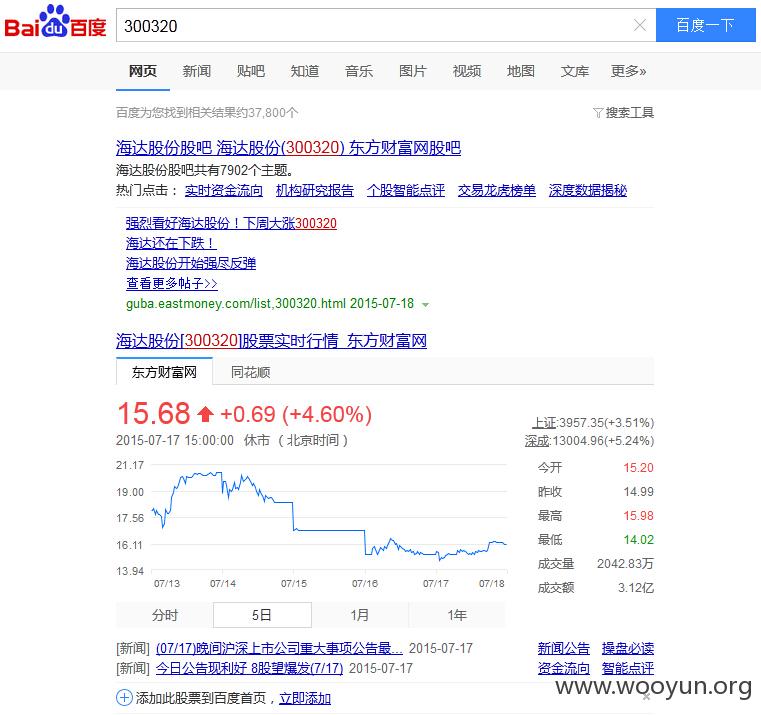 Bai du 百度 300320 百度一下
网页 新闻 贴吧 知道 音乐 图片 视频 地图 文库 更多»
百度为您找到相关结果约37,800个 搜索工具
海达股份股吧_海达股份(300320)_东方财富网股吧
海达股份股吧共有7902个主题。
热门点击： 实时资金流向 机构研究报告 个股智能点评 交易龙虎榜单 深度数据揭秘
强烈看好海达股份！下周大涨300320
海达还在下跌！
海达股份开始强尽反弹
查看更多帖子>>
guba.eastmoney.com/list,300320.html 2015-07-18
海达股份[300320]股票实时行情_东方财富网
东方财富网 同花顺
15.68 +0.69 (+4.60%)
2015-07-17 15:00:00 休市 （北京时间）
上证:3957.35(+3.51%)
深成:13004.96(+5.24%)
21.17
19.00
17.56
16.11
13.94
07/13 07/14 07/15 07/16 07/17 07/18
今开 15.20
昨收 14.99
最高 15.98
最低 14.02
成交量 2042.83万
成交额 3.12亿
分时 5日 1月 1年
[新闻] (07/17)晚间沪深上市公司重大事项公告最... 2015-07-17
[新闻] 今日公告现利好 8股望爆发(7/17) 2015-07-17
新闻公告 操盘必读
资金流向 智能点评
添加此股票到百度首页，立即添加
www.wooyun.org